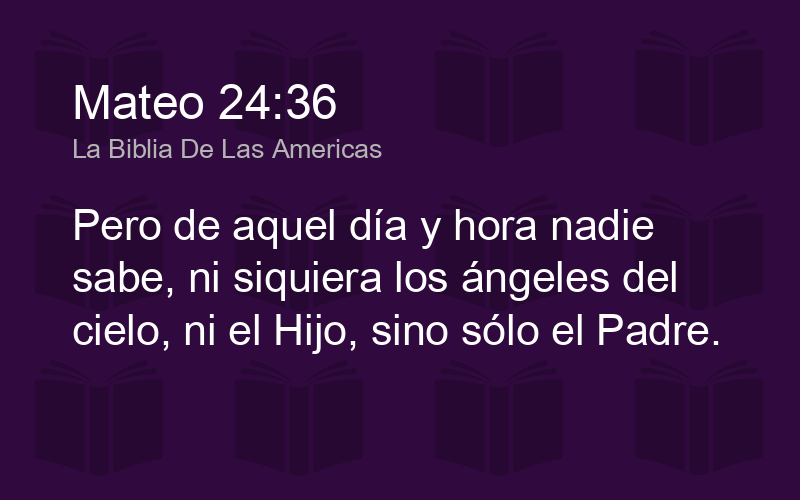 Mateo 24:36
La Biblia De Las Americas
Pero de aquel día y hora nadie
sabe, ni siquiera los ángeles del
cielo, ni el Hijo, sino sólo el Padre.